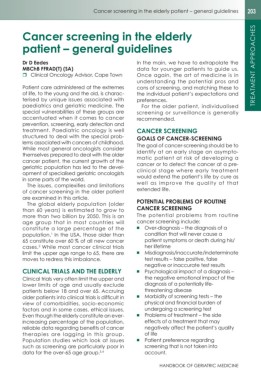 Cancer screening in the elderly patient – general guidelines
203
TREATMENT APPROACHES
Cancer screening in the elderly
patient – general guidelines
Dr D Eedes
MBChB FFRAD(T) (SA)
Clinical Oncology Advisor, Cape Town
Patient care administered at the extremes
of life, to the young and the old, is charac-
terised by unique issues associated with
paediatrics and geriatric medicine. The
special vulnerabilities of these groups are
accentuated when it comes to cancer
prevention, screening, early detection and
treatment. Paediatric oncology is well
structured to deal with the special prob-
lems associated with cancers of childhood.
While most general oncologists consider
themselves prepared to deal with the older
cancer patient, the current growth of the
geriatric population has led to the devel-
opment of specialised geriatric oncologists
in some parts of the world.
The issues, complexities and limitations
of cancer screening in the older patient
are examined in this article.
The global elderly population (older
than 60 years) is estimated to grow to
more than two billion by 2050. This is an
age group that in most countries will
constitute a large percentage of the
population. In the USA, those older than
65 constitute over 60 % of all new cancer
cases. While most cancer clinical trials
limit the upper age range to 65, there are
moves to redress this imbalance.
CLINICAL TRIALS AND THE ELDERLY
Clinical trials very often limit the upper and
lower limits of age and usually exclude
patients below 18 and over 65. Accruing
older patients into clinical trials is difficult in
view of comorbidities, socio-economic
factors and in some cases, ethical issues.
Even though the elderly constitute an ever-
increasing percentage of the population,
reliable data regarding benefits of cancer
therapies are lagging in this group.
Population studies which look at issues
such as screening are particularly poor in
data for the over-65 age group.
In the main, we have to extrapolate the
data for younger patients to guide us.
Once again, the art of medicine is in
understanding the potential pros and
cons of screening, and matching these to
the individual patient's expectations and
preferences.
For the older patient, individualised
screening or surveillance is generally
recommended.
CANCER SCREENING
GOALS OF CANCER-SCREENING
The goal of cancer screening should be to
identify at an early stage an asympto-
matic patient at risk of developing a
cancer or to detect the cancer at a pre-
clinical stage where early treatment
would extend the patient's life by cure as
well as improve the quality of that
extended life.
POTENTIAL PROBLEMS OF ROUTINE
CANCER SCREENING
The potential problems from routine
cancer screening include:
■ Over-diagnosis – the diagnosis of a
condition that will never cause a
patient symptoms or death during his/
her lifetime
■ Misdiagnosis/inaccurate/indeterminate
test results – false positive, false
negative or inaccurate test results
■ Psychological impact of a diagnosis –
the negative emotional impact of the
diagnosis of a potentially life-
threatening disease
■ Morbidity of screening tests – the
physical and financial burden of
undergoing a screening test
■ Problems of treatment – the side
effects of a treatment that may
negatively affect the patient's quality
of life
■ Patient preference regarding
screening that is not taken into
account.
HANDBOOK OF GERIATRIC MEDICINE